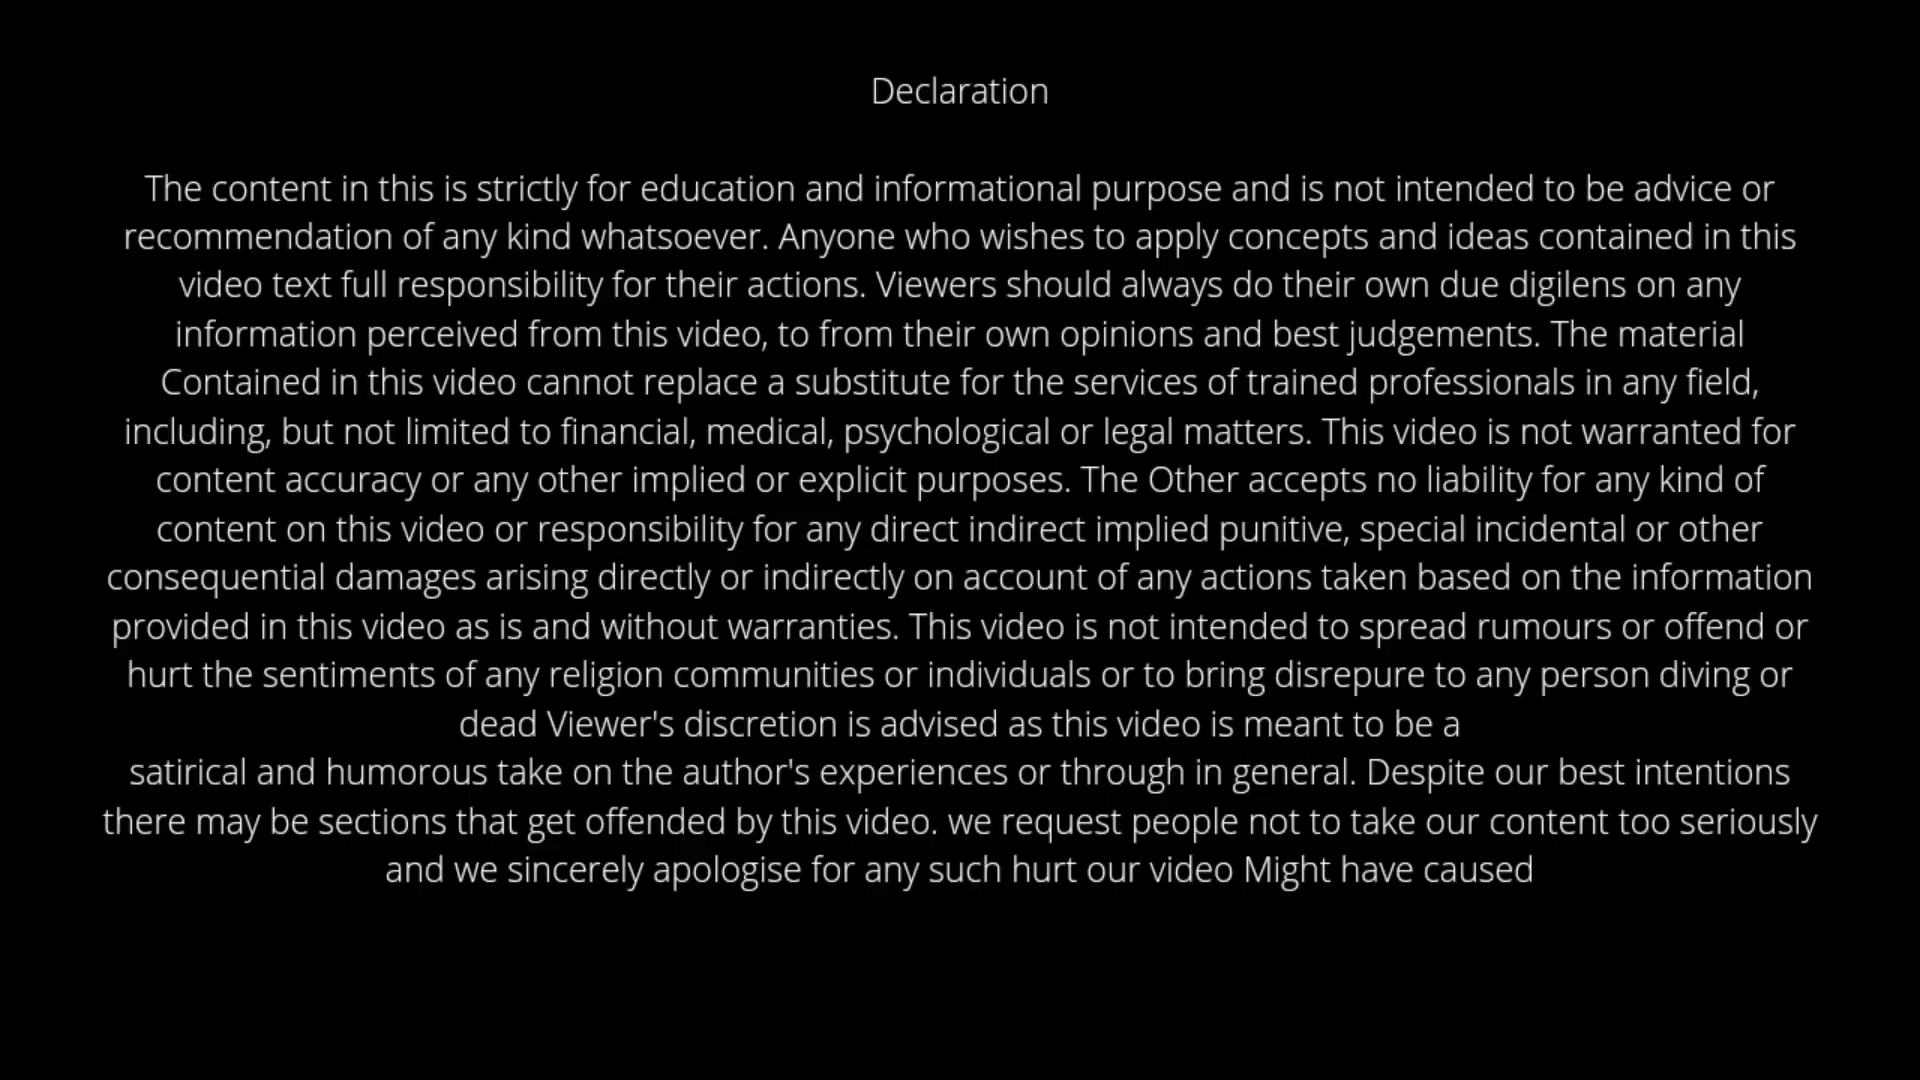 Declaration
The content in this is strictly for education and informational purpose and is not intended to be advice or
recommendation of any kind whatsoever. Anyone who wishes to apply concepts and ideas contained in this
video text full responsibility for their actions. Viewers should always do their own due digilens on any
information perceived from this video, to from their own opinions and best judgements. The material
Contained in this video cannot replace a substitute for the services of trained professionals in any field,
including, but not limited to financial, medical, psychological or legal matters. This video is not warranted for
content accuracy or any other implied or explicit purposes. The Other accepts no liability for any kind of
content on this video or responsibility for any direct indirect implied punitive, special incidental or other
consequential damages arising directly or indirectly on account of any actions taken based on the information
provided in this video as is and without warranties. This video is not intended to spread rumours or offend or
hurt the sentiments of any religion communities or individuals or to bring disrepure to any person diving or
dead Viewer's discretion is advised as this video is meant to be a
satirical and humorous take on the author's experiences or through in general. Despite our best intentions
there may be sections that get offended by this video. we request people not to take our content too seriously
and we sincerely apologise for any such hurt our video Might have caused